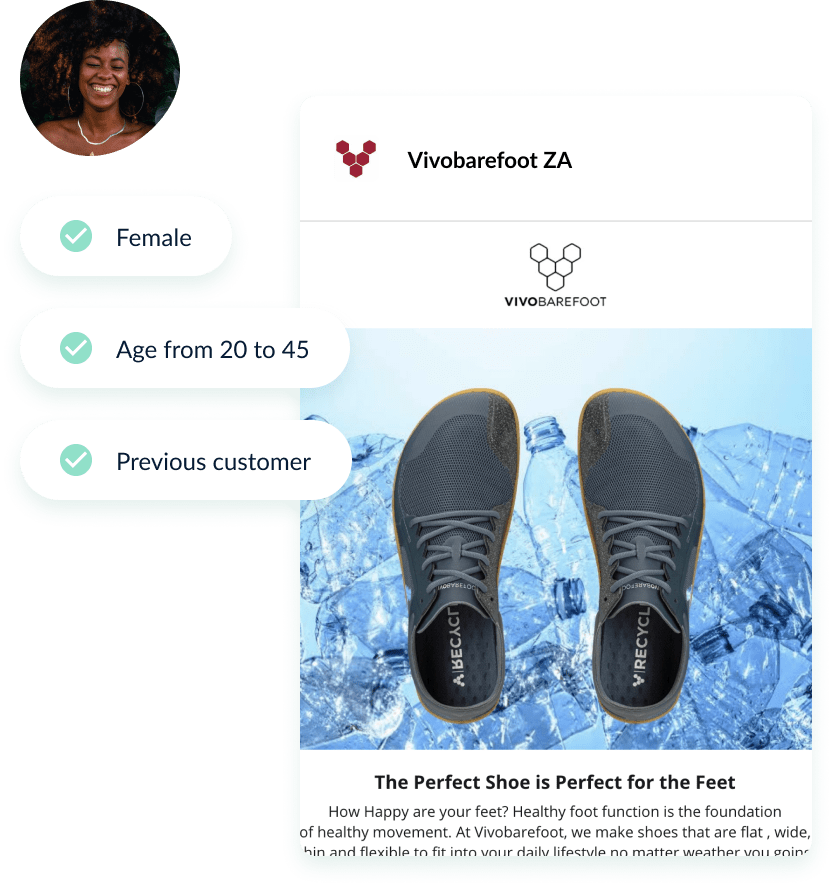 Vivobarefoot ZA
Female
VIVOBAREFOOT
Age from 20 to 45
Previous customer
RECYCL
RECYCL
The Perfect Shoe is Perfect for the Feet
How Happy are your feet? Healthy foot function is the foundation
of healthy movement. At Vivobarefoot, we make shoes that are flat , wide,
and flexible to fit into your daily lifestyle no matter weather you going